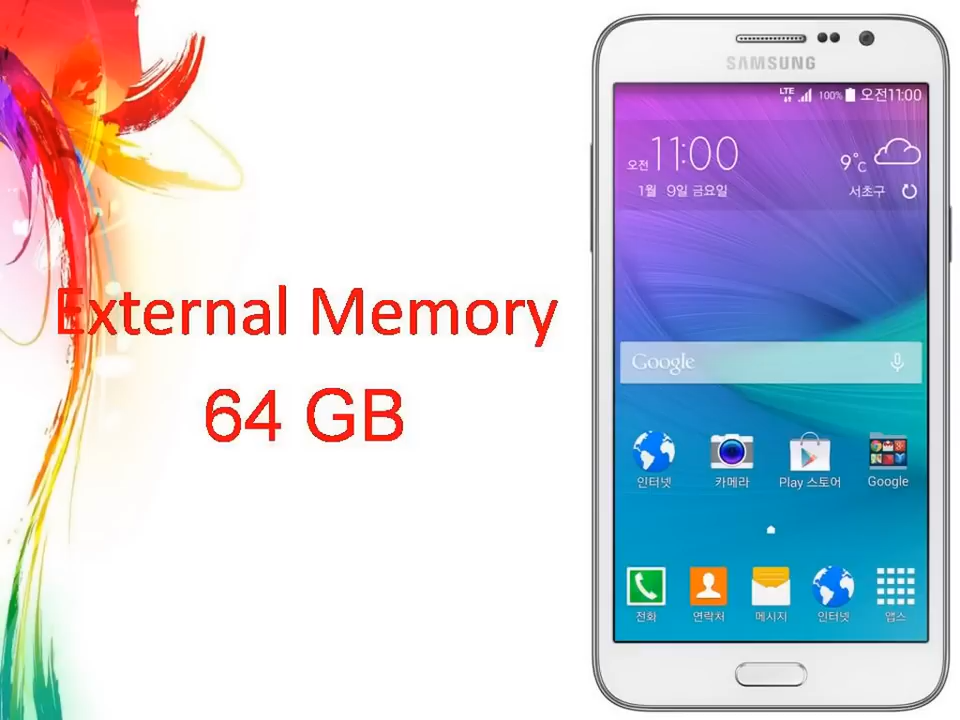 External Memory
64 GB
SAMSUNG
LTE 100% 오전11:00
오전 11:00
9°C
1월 9일 금요일
서초구
Google
인터넷
카메라
Play 스토어
Google
전화
연락처
메시지
인터넷
앱스